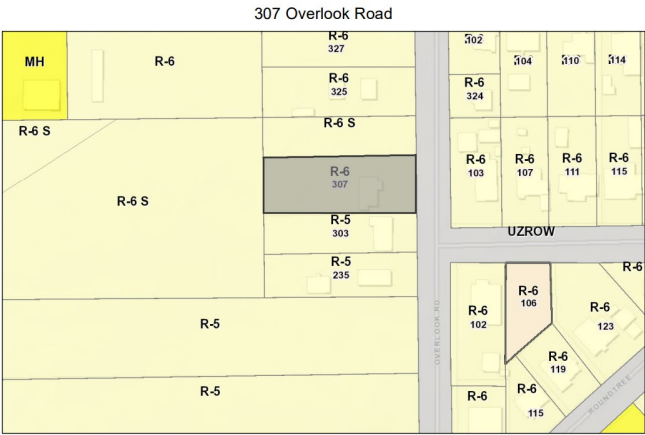 307 Overlook Road
R-6
327
102
104
110
114
MH
R-6
R-6
325
R-6
324
R-6 S
R-6 S
R-6
307
R-6
103
R-6
107
R-6
111
R-6
115
R-6 S
R-5
303
UZROW
R-5
235
R-6
R-6
106
R-6
102
R-6
123
OVERLOOK RD
R-5
R-6
119
R-5
R-6
R-6
115
ROUNDTREE